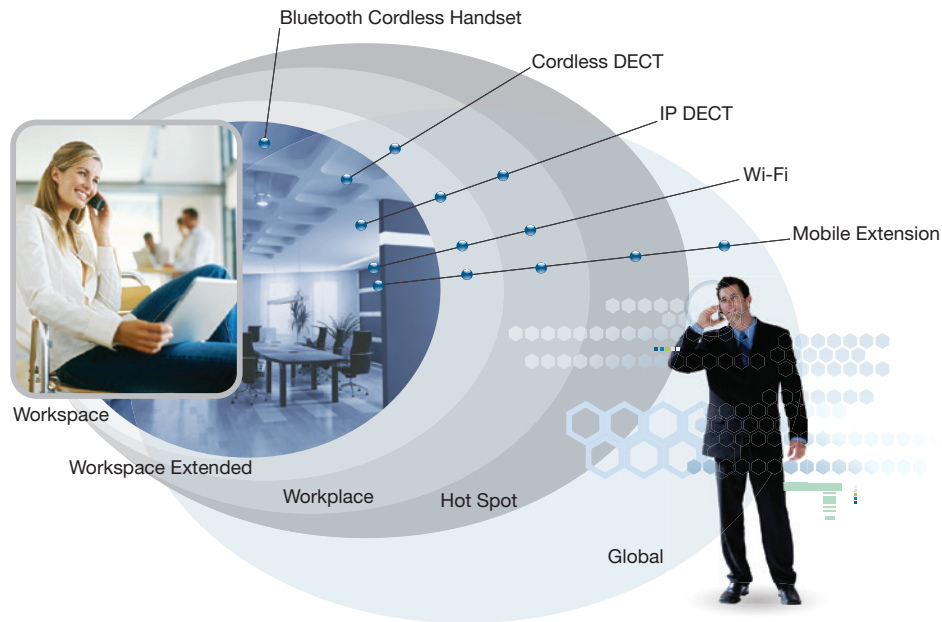 Bluetooth Cordless Handset
Cordless DECT
IP DECT
Wi-Fi
Mobile Extension
Workspace
Workspace Extended
Workplace
Hot Spot
Global